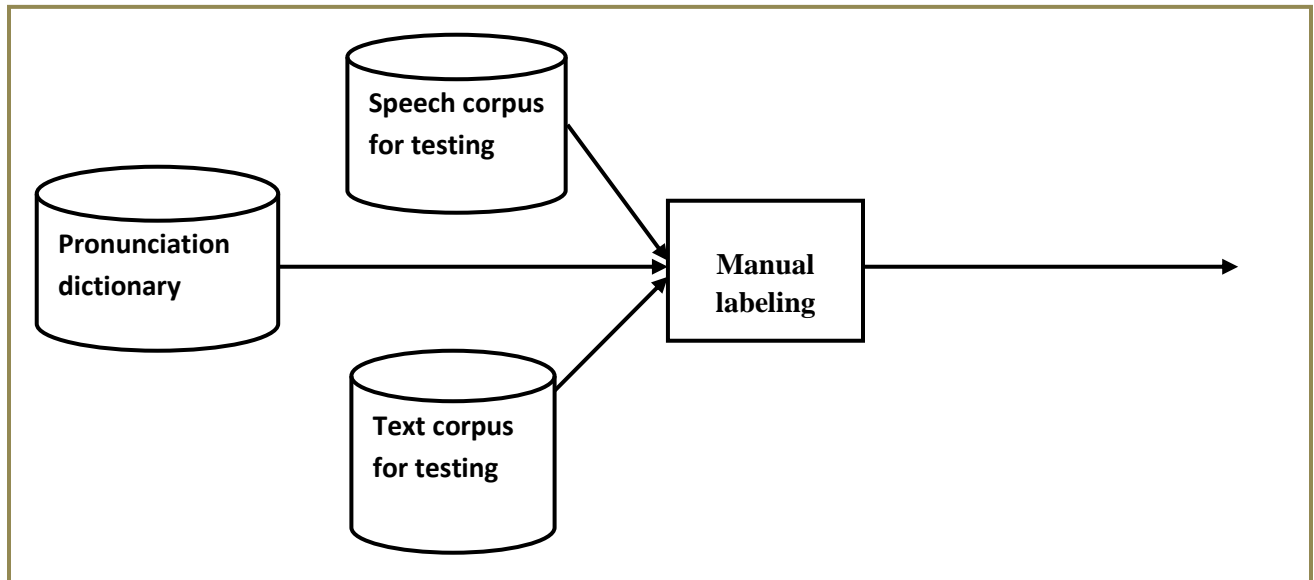 Speech corpus
for testing
Pronunciation
dictionary
Manual
labeling
Text corpus
for testing